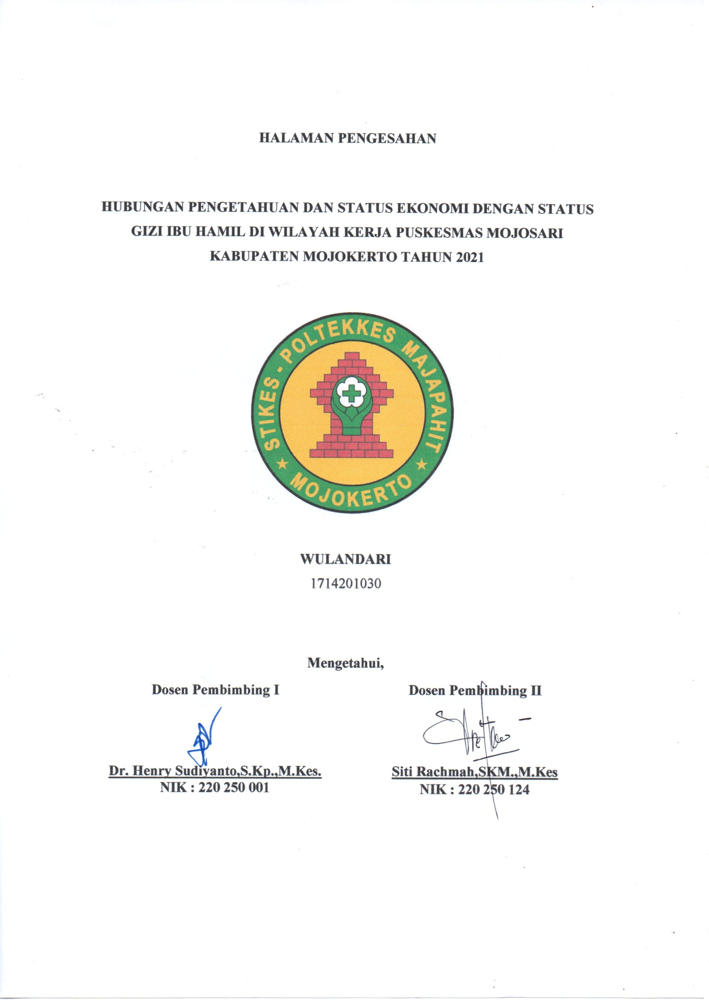 HALAMAN PENGESAHAN
HUBUNGAN PENGETAHUAN DAN STATUS EKONOMI DENGAN STATUS
GIZI IBU HAMIL DI WILAYAH KERJA PUSKESMAS MOJOSARI
KABUPATEN MOJOKERTO TAHUN 2021
STIKES - POLTEKKES MAJAPAHIT
MOJOKERTO
WULANDARI
1714201030
Mengetahui,
Dosen Pembimbing I
Dosen Pembimbing II
Dr. Henry Sudiyanto,S.Kp.,M.Kes.
NIK : 220 250 001
Siti Rachmah,SKM.,M.Kes
NIK : 220 250 124